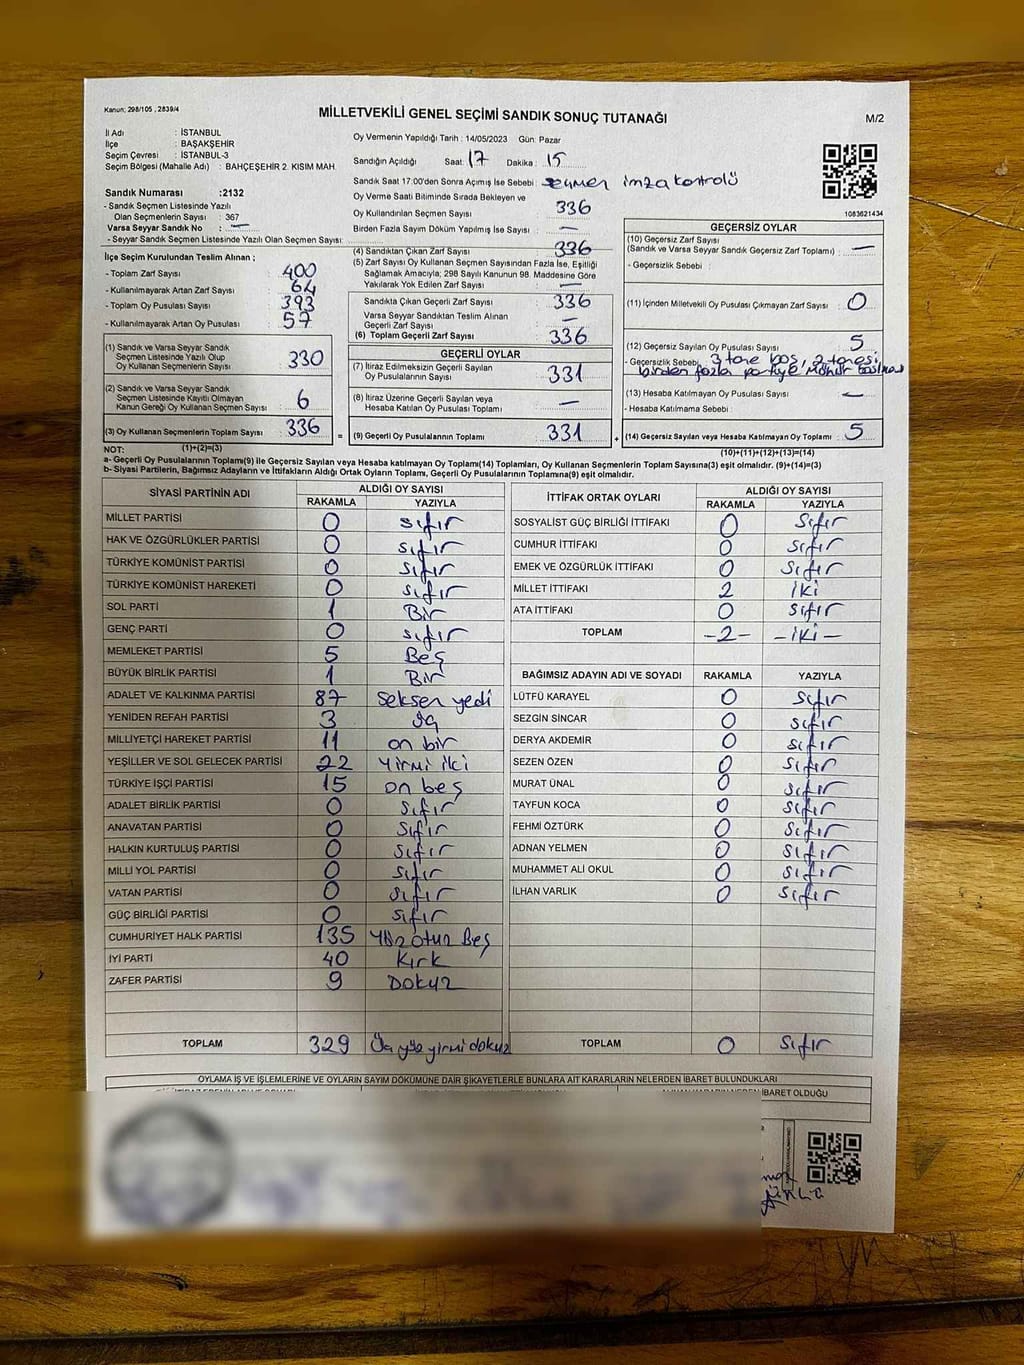 Kanun; 298/105 , 2839/4
MİLLETVEKİLİ GENEL SEÇİMİ SANDIK SONUÇ TUTANAĞI
M/2
İl Adı : İSTANBUL
İlçe : BAŞAKŞEHİR
Seçim Çevresi : İSTANBUL-3
Seçim Bölgesi (Mahalle Adı) : BAHÇEŞEHİR 2. KISIM MAH.
Sandık Numarası :2132
- Sandık Seçmen Listesinde Yazılı
Olan Seçmenlerin Sayısı : 367
Varsa Seyyar Sandık No : —
- Seyyar Sandık Seçmen Listesinde Yazılı Olan Seçmen Sayısı:
Oy Vermenin Yapıldığı Tarih : 14/05/2023 Gün: Pazar
Sandığın Açıldığı Saat: 17 Dakika : 15
Sandık Saat 17:00'den Sonra Açımış İse Sebebi : seçmen imza kontrolü
Oy Verme Saati Bitiminde Sırada Bekleyen ve
Oy Kullandırılan Seçmen Sayısı 336
Birden Fazla Sayım Döküm Yapılmış İse Sayısı : —
1083621434
İlçe Seçim Kurulundan Teslim Alınan ;
- Toplam Zarf Sayısı : 400
- Kullanılmayarak Artan Zarf Sayısı : 64
- Toplam Oy Pusulası Sayısı : 393
- Kullanılmayarak Artan Oy Pusulası : 57
(1) Sandık ve Varsa Seyyar Sandık
Seçmen Listesinde Yazılı Olup
Oy Kullanan Seçmenlerin Sayısı : 330
(2) Sandık ve Varsa Seyyar Sandık
Seçmen Listesinde Kayıtlı Olmayan
Kanun Gereği Oy Kullanan Seçmen Sayısı : 6
(3) Oy Kullanan Seçmenlerin Toplam Sayısı : 336
(4) Sandıktan Çıkan Zarf Sayısı : 336
(5) Zarf Sayısı Oy Kullanan Seçmen Sayısından Fazla İse, Eşitliği
Sağlamak Amacıyla; 298 Sayılı Kanunun 98. Maddesine Göre
Yakılarak Yok Edilen Zarf Sayısı : —
Sandıkta Çıkan Geçerli Zarf Sayısı : 336
Varsa Seyyar Sandıktan Teslim Alınan
Geçerli Zarf Sayısı : —
(6) Toplam Geçerli Zarf Sayısı : 336
GEÇERLİ OYLAR
(7) İtiraz Edilmeksizin Geçerli Sayılan
Oy Pusulalarının Sayısı : 331
(8) İtiraz Üzerine Geçerli Sayılan veya
Hesaba Katılan Oy Pusulası Toplamı : —
= (9) Geçerli Oy Pusulalarının Toplamı : 331
GEÇERSİZ OYLAR
(10) Geçersiz Zarf Sayısı
(Sandık ve Varsa Seyyar Sandık Geçersiz Zarf Toplamı) : —
- Geçersizlik Sebebi :
(11) İçinden Milletvekili Oy Pusulası Çıkmayan Zarf Sayısı : 0
(12) Geçersiz Sayılan Oy Pusulası Sayısı : 5
- Geçersizlik Sebebi : 3 tane boş, 2 tanesi
birden fazla partiye mühür basılması
(13) Hesaba Katılmayan Oy Pusulası Sayısı : —
- Hesaba Katılmama Sebebi :
+ (14) Geçersiz Sayılan veya Hesaba Katılmayan Oy Toplamı : 5
NOT: (1)+(2)=(3) (10)+(11)+(12)+(13)=(14)
a- Geçerli Oy Pusulaları Toplamı(9) ile Geçersiz Sayılan veya Hesaba katılmayan Oy Toplamı(14) Toplamları, Oy Kullanan Seçmenlerin Toplam Sayısına(3) eşit olmalıdır. (9)+(14)=(3)
b- Siyasi Partilerin, Bağımsız Adayların ve İttifakların Aldığı Oyların Toplamı, Geçerli Oy Pusulalarının Toplamına(9) eşit olmalıdır.
SİYASİ PARTİNİN ADI ALDIĞI OY SAYISI
RAKAMLA YAZIYLA
MİLLET PARTİSİ 0 sıfır
HAK VE ÖZGÜRLÜKLER PARTİSİ 0 sıfır
TÜRKİYE KOMÜNİST PARTİSİ 0 sıfır
TÜRKİYE KOMÜNİST HAREKETİ 0 sıfır
SOL PARTİ 1 Bir
GENÇ PARTİ 0 sıfır
MEMLEKET PARTİSİ 5 Beş
BÜYÜK BİRLİK PARTİSİ 1 Bir
ADALET VE KALKINMA PARTİSİ 87 seksen yedi
YENİDEN REFAH PARTİSİ 3 üç
MİLLİYETÇİ HAREKET PARTİSİ 11 on bir
YEŞİLLER VE SOL GELECEK PARTİSİ 22 yirmi iki
TÜRKİYE İŞÇİ PARTİSİ 15 on beş
ADALET BİRLİK PARTİSİ 0 sıfır
ANAVATAN PARTİSİ 0 sıfır
HALKIN KURTULUŞ PARTİSİ 0 sıfır
MİLLİ YOL PARTİSİ 0 sıfır
VATAN PARTİSİ 0 sıfır
GÜÇ BİRLİĞİ PARTİSİ 0 sıfır
CUMHURİYET HALK PARTİSİ 135 yüz otuz Beş
İYİ PARTİ 40 Kırk
ZAFER PARTİSİ 9 Dokuz
TOPLAM 329 üç yüz yirmi dokuz
İTTİFAK ORTAK OYLARI ALDIĞI OY SAYISI
RAKAMLA YAZIYLA
SOSYALİST GÜÇ BİRLİĞİ İTTİFAKI 0 sıfır
CUMHUR İTTİFAKI 0 sıfır
EMEK VE ÖZGÜRLÜK İTTİFAKI 0 sıfır
MİLLET İTTİFAKI 2 iki
ATA İTTİFAKI 0 sıfır
TOPLAM -2- -iki-
BAĞIMSIZ ADAYIN ADI VE SOYADI RAKAMLA YAZIYLA
LÜTFÜ KARAYEL 0 sıfır
SEZGİN SİNCAR 0 sıfır
DERYA AKDEMİR 0 sıfır
SEZEN ÖZEN 0 sıfır
MURAT ÜNAL 0 sıfır
TAYFUN KOCA 0 sıfır
FEHMİ ÖZTÜRK 0 sıfır
ADNAN YELMEN 0 sıfır
MUHAMMET ALİ OKUL 0 sıfır
İLHAN VARLIK 0 sıfır
TOPLAM 0 sıfır
OYLAMA İŞ VE İŞLEMLERİNE VE OYLARIN SAYIM DÖKÜMÜNE DAİR ŞİKAYETLERLE BUNLARA AİT KARARLARIN NELERDEN İBARET BULUNDUKLARI
İBARET OLDUĞU